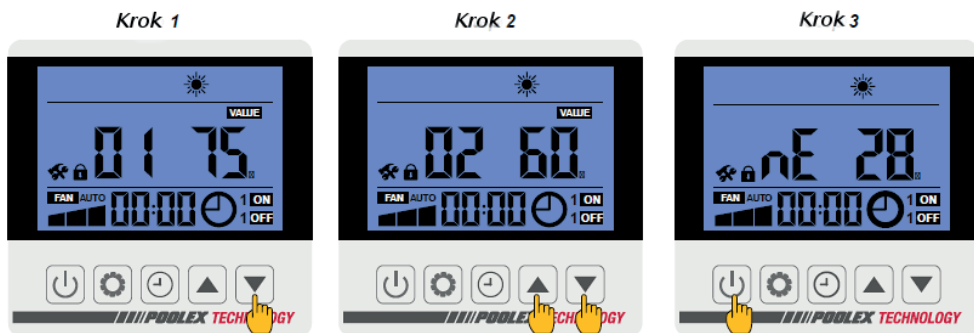 Krok 1
VALUE
01 75
FAN AUTO 00:00 1 ON
1 OFF
POOLEX TECHNOLOGY
Krok 2
VALUE
02 60
FAN AUTO 00:00 1 ON
1 OFF
POOLEX TECHNOLOGY
Krok 3
nE 28
FAN AUTO 00:00 1 ON
1 OFF
POOLEX TECHNOLOGY